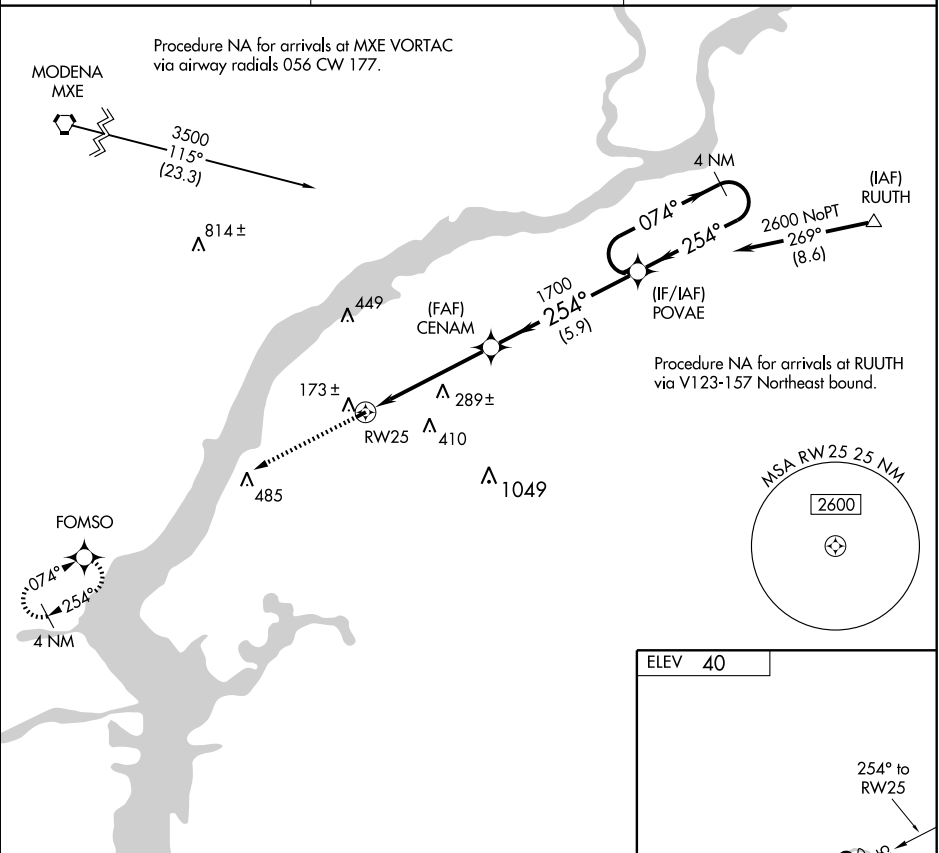 Procedure NA for arrivals at MXE VORTAC
via airway radials 056 CW 177.
MODENA
MXE
3500
115°
(23.3)
814±
4 NM
074°
254°
(IAF)
RUUTH
2600 NoPT
269°
(8.6)
(IF/IAF)
POVAE
1700
254°
(5.9)
449
(FAF)
CENAM
Procedure NA for arrivals at RUUTH
via V123-157 Northeast bound.
173±
289±
RW25
410
485
1049
MSA RW25 25 NM
2600
FOMSO
074°
254°
4 NM
ELEV 40
254° to
RW25